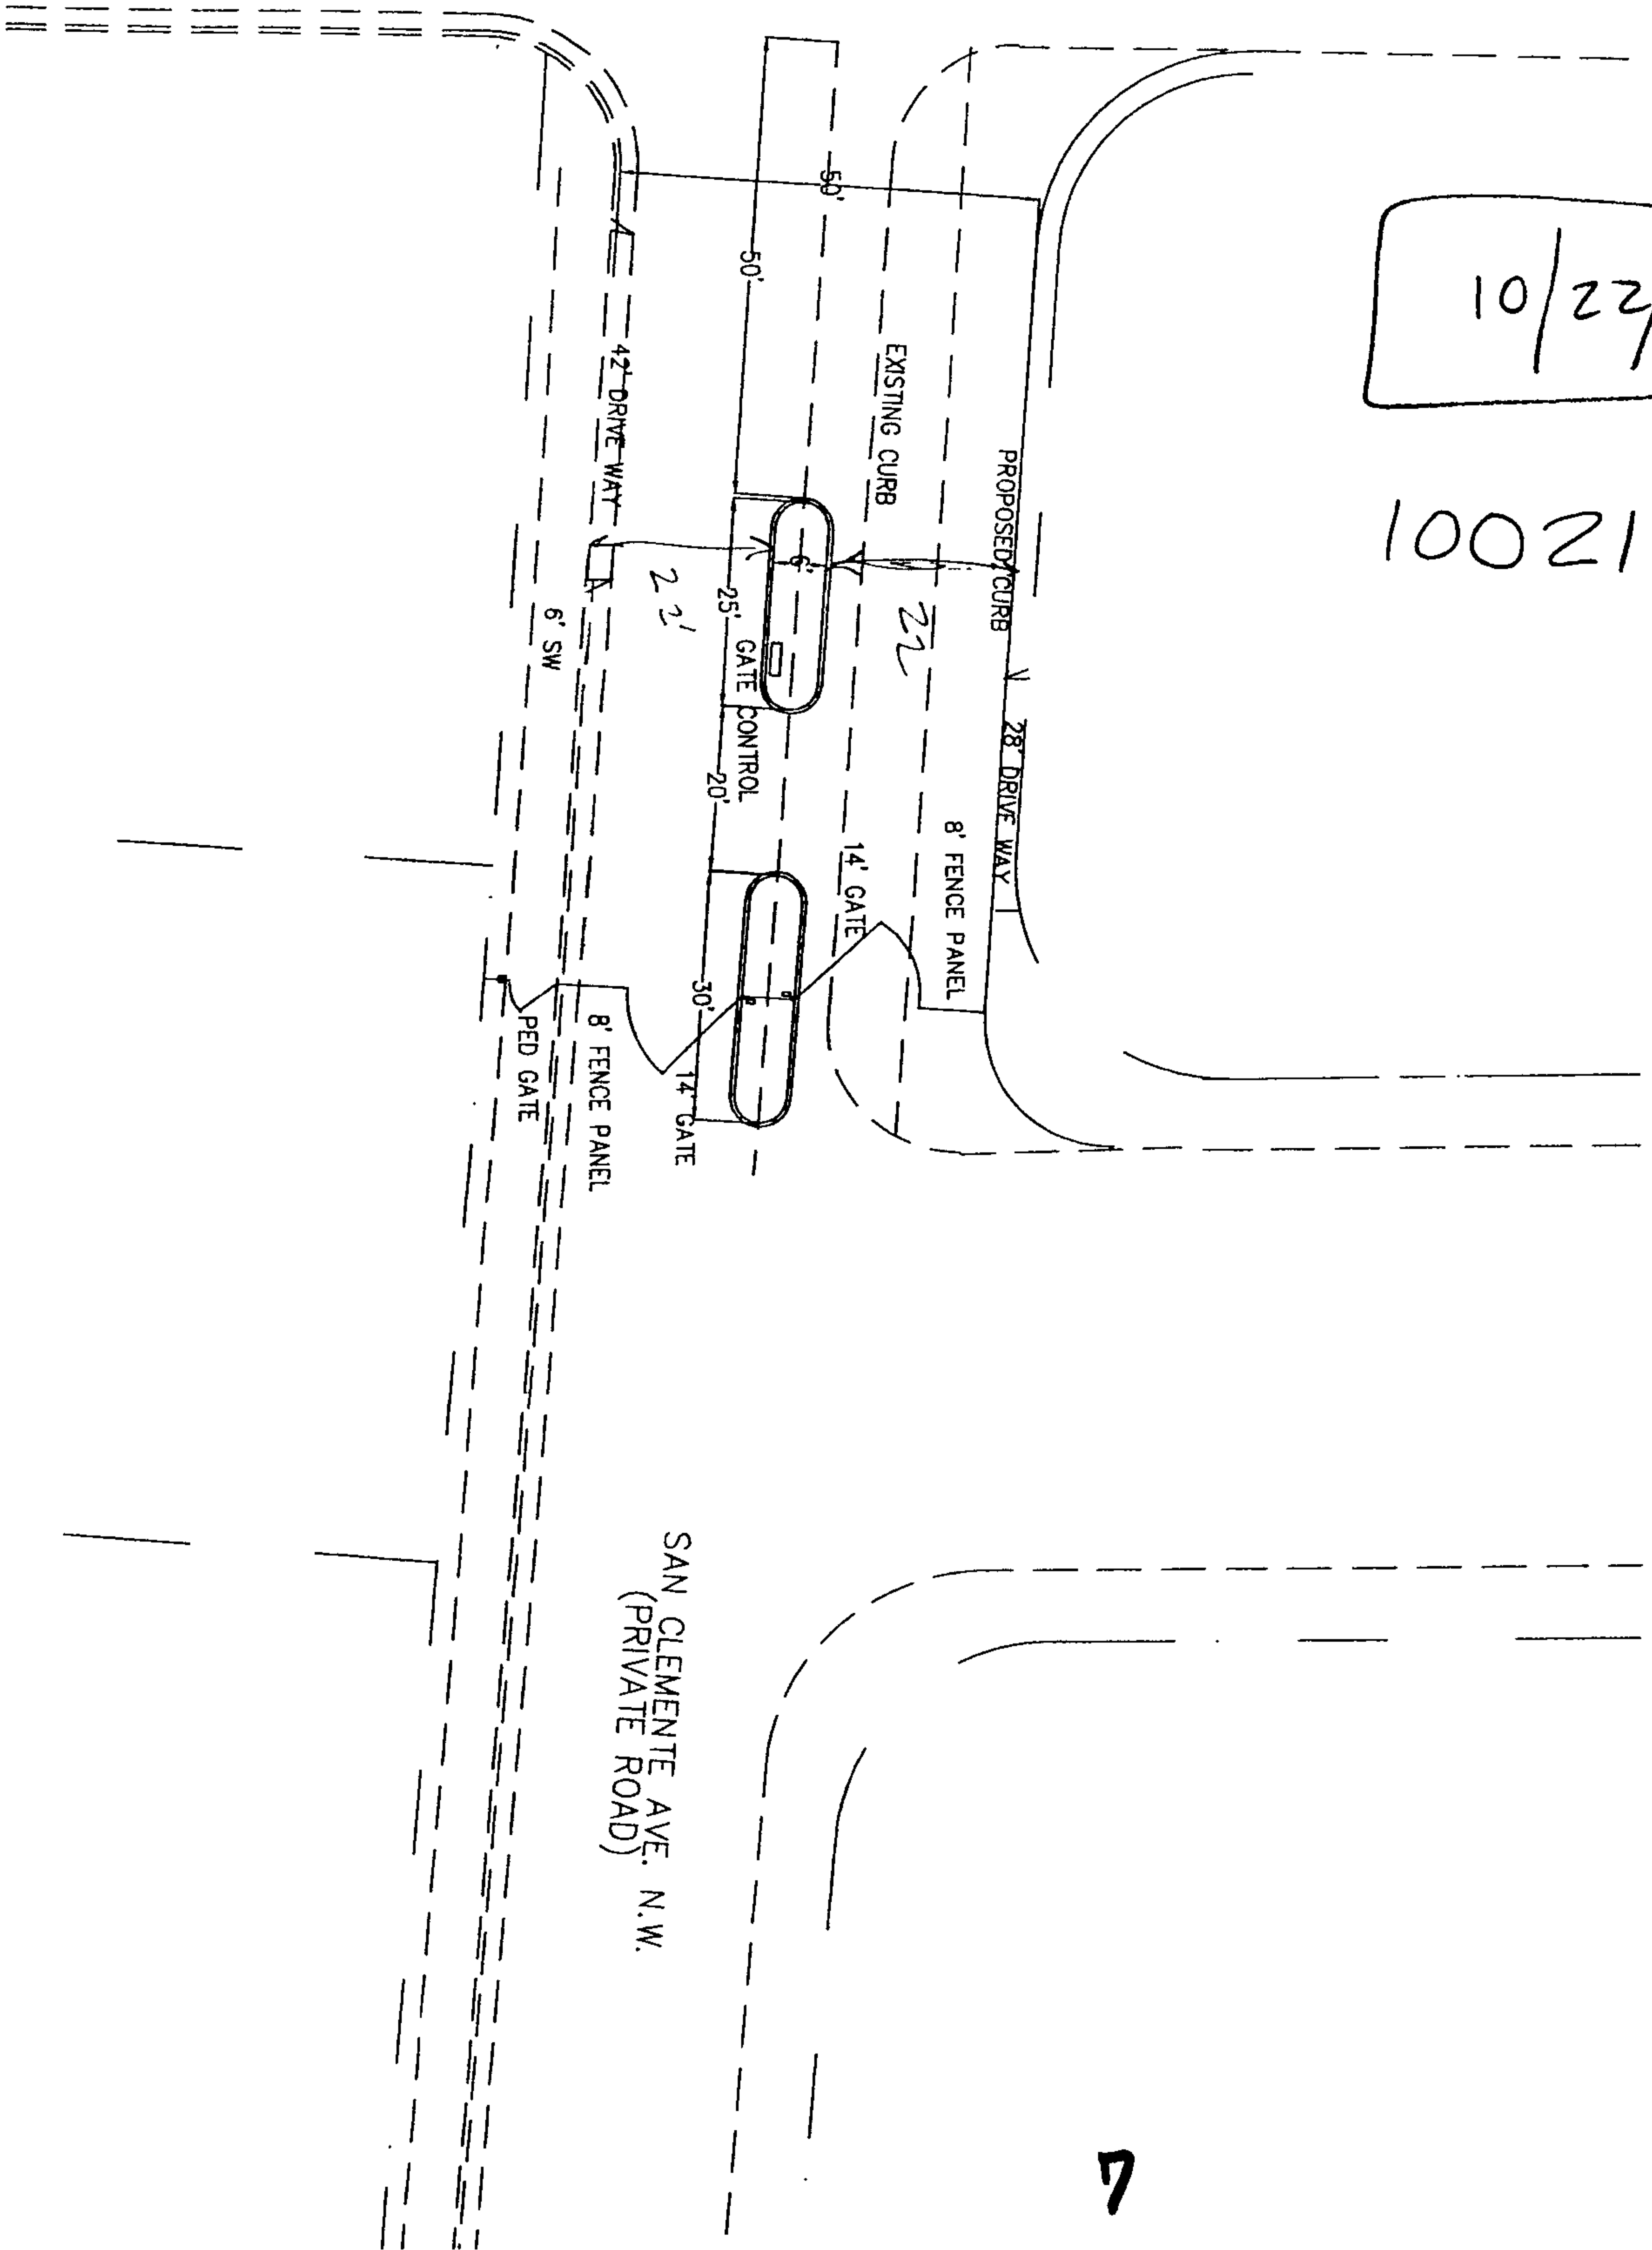 10/22/
10021
50'
50'
EXISTING CURB
PROPOSED CURB
42' DRIVE WAY
6'
22
25'
GATE CONTROL
6' SW
28' DRIVE WAY
20'
14' GATE
8' FENCE PANEL
30'
14' GATE
8' FENCE PANEL
PED GATE
SAN CLEMENTE AVE. N.W.
(PRIVATE ROAD)
7